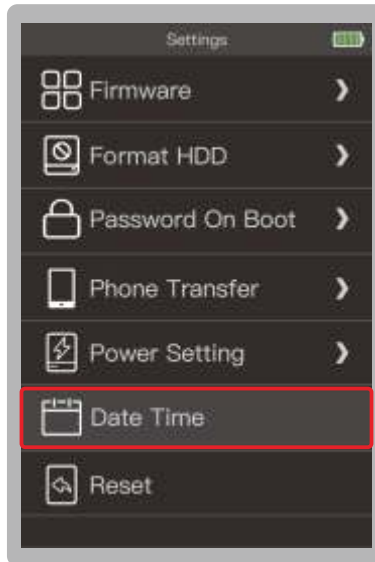 Settings
Firmware
Format HDD
Password On Boot
Phone Transfer
Power Setting
Date Time
Reset